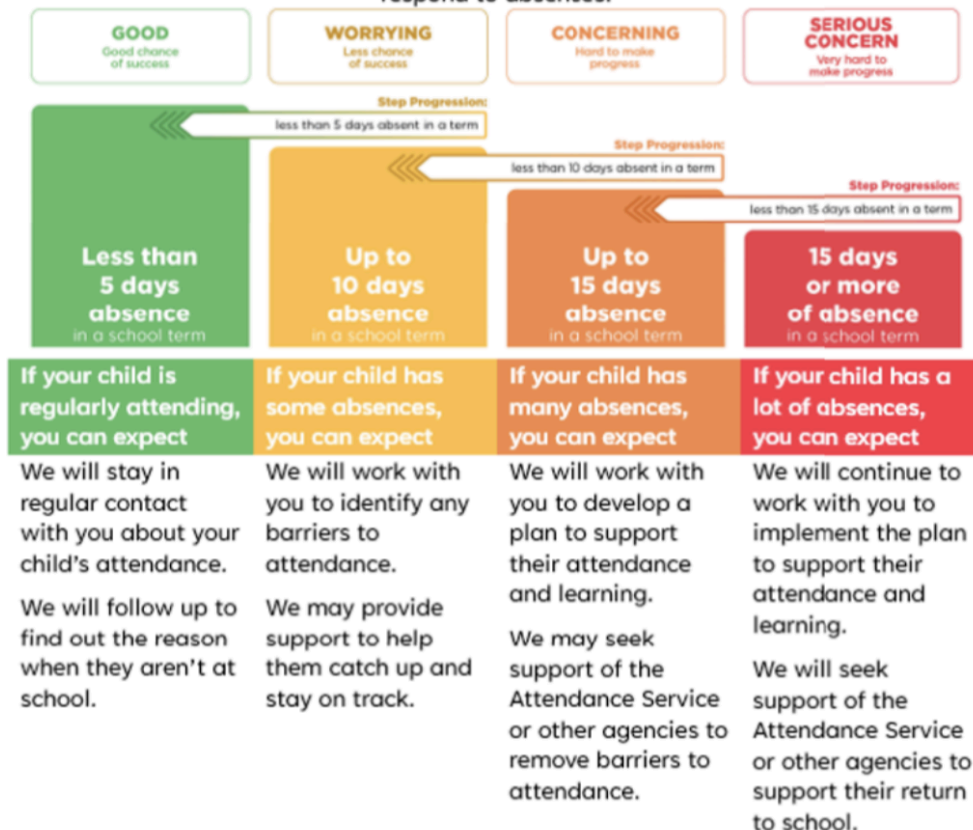 respond to absences.
GOOD
Good chance
of success
WORRYING
Less chance
of success
CONCERNING
Hard to make
progress
SERIOUS
CONCERN
Very hard to
make progress
Step Progression:
less than 5 days absent in a term
Step Progression:
less than 10 days absent in a term
Step Progression:
less than 15 days absent in a term
Less than
5 days
absence
in a school term
Up to
10 days
absence
in a school term
Up to
15 days
absence
in a school term
15 days
or more
of absence
in a school term
If your child is
regularly attending,
you can expect
We will stay in
regular contact
with you about your
child's attendance.
We will follow up to
find out the reason
when they aren't at
school.
If your child has
some absences,
you can expect
We will work with
you to identify any
barriers to
attendance.
We may provide
support to help
them catch up and
stay on track.
If your child has
many absences,
you can expect
We will work with
you to develop a
plan to support
their attendance
and learning.
We may seek
support of the
Attendance Service
or other agencies to
remove barriers to
attendance.
If your child has a
lot of absences,
you can expect
We will continue to
work with you to
implement the plan
to support their
attendance and
learning.
We will seek
support of the
Attendance Service
or other agencies to
support their return
to school.